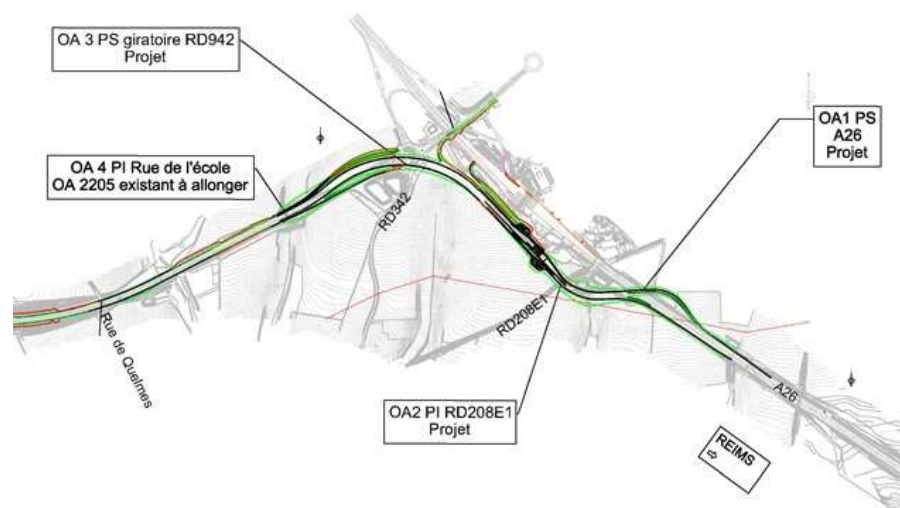 OA 3 PS giratoire RD942
Projet
OA1 PS
A26
Projet
OA 4 PI Rue de l'école
OA 2205 existant à allonger
RD342
RD208E1
Rue de Quelmes
A26
OA2 PI RD208E1
Projet
REIMS
⇨